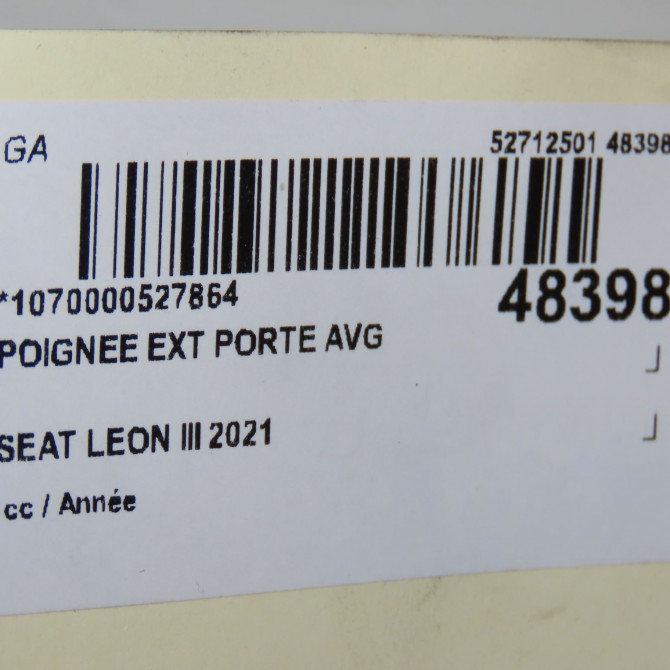 GA
52712501 48398
*1070000527864
48398
POIGNEE EXT PORTE AVG
SEAT LEON III 2021
cc / Année